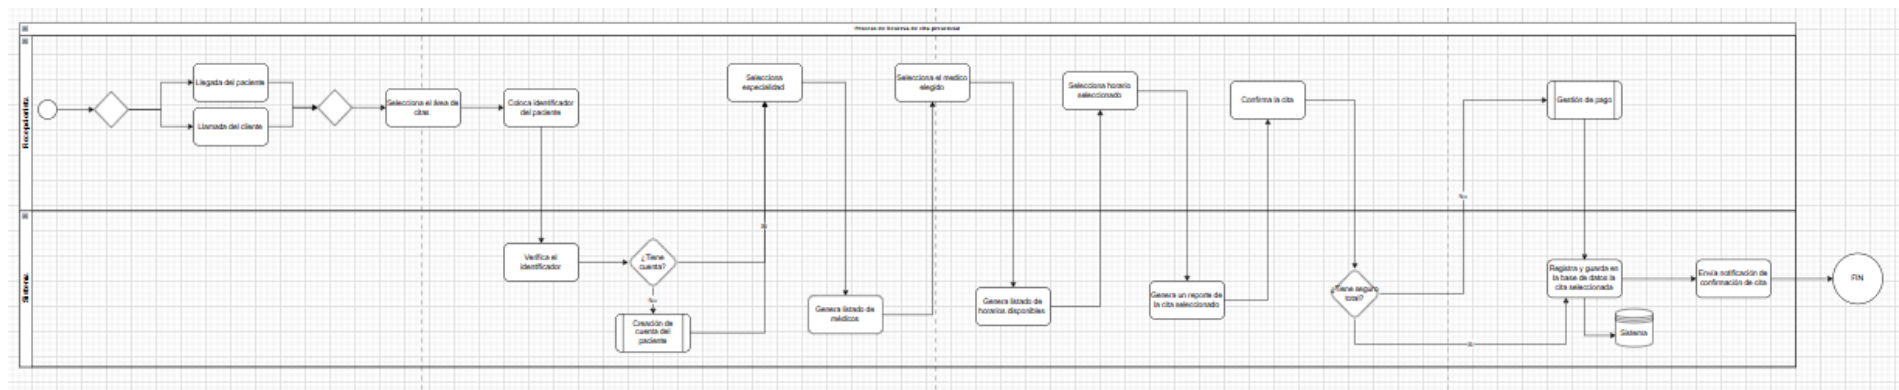 Proceso de Reserva de cita presencial
Recepcionista
Llegada del paciente
Llamada del cliente
Selecciona el área de
citas
Coloca identificador
del paciente
Selecciona
especialidad
Selecciona el medico
elegido
Selecciona horario
seleccionado
Confirma la cita
Gestión de pago
No
Sistema
Verifica el
identificador
¿Tiene
cuenta?
Si
No
Creación de
cuenta del
paciente
Genera listado de
médicos
Genera listado de
horarios disponibles
Genera un reporte de
la cita seleccionado
¿Tiene seguro
total?
Si
Registra y guarda en
la base de datos la
cita seleccionada
Sistema
Envía notificación de
confirmación de cita
FIN